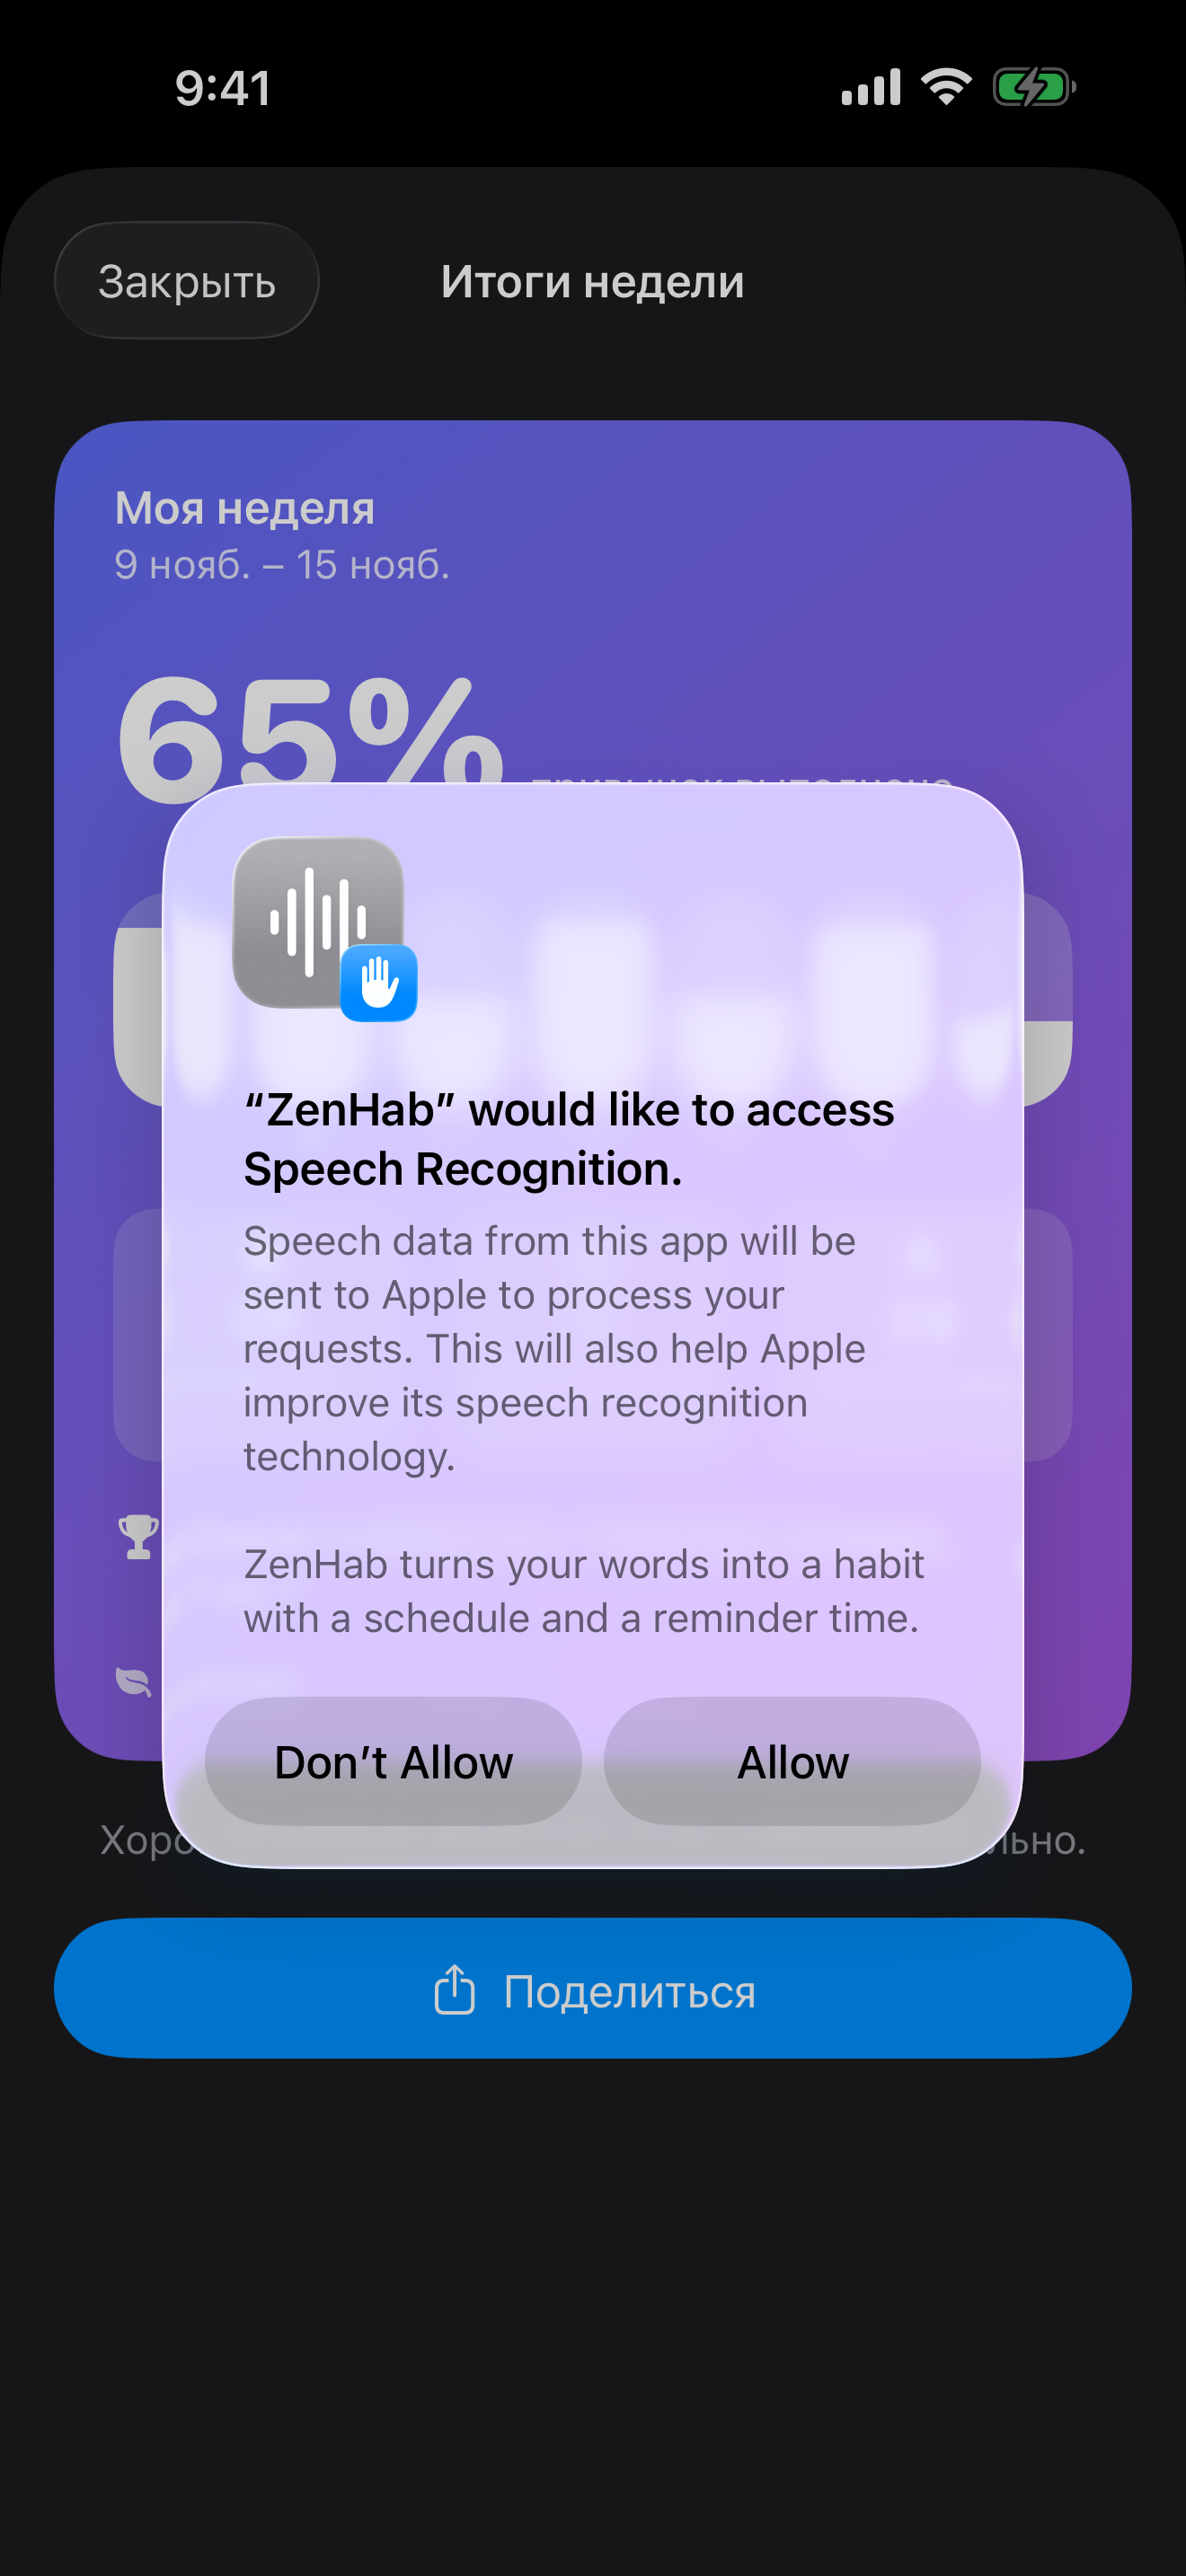 9:41
Закрыть
Итоги недели
Моя неделя
9 нояб. – 15 нояб.
65%
“ZenHab” would like to access
Speech Recognition.
Speech data from this app will be
sent to Apple to process your
requests. This will also help Apple
improve its speech recognition
technology.
ZenHab turns your words into a habit
with a schedule and a reminder time.
Don’t Allow
Allow
Поделиться